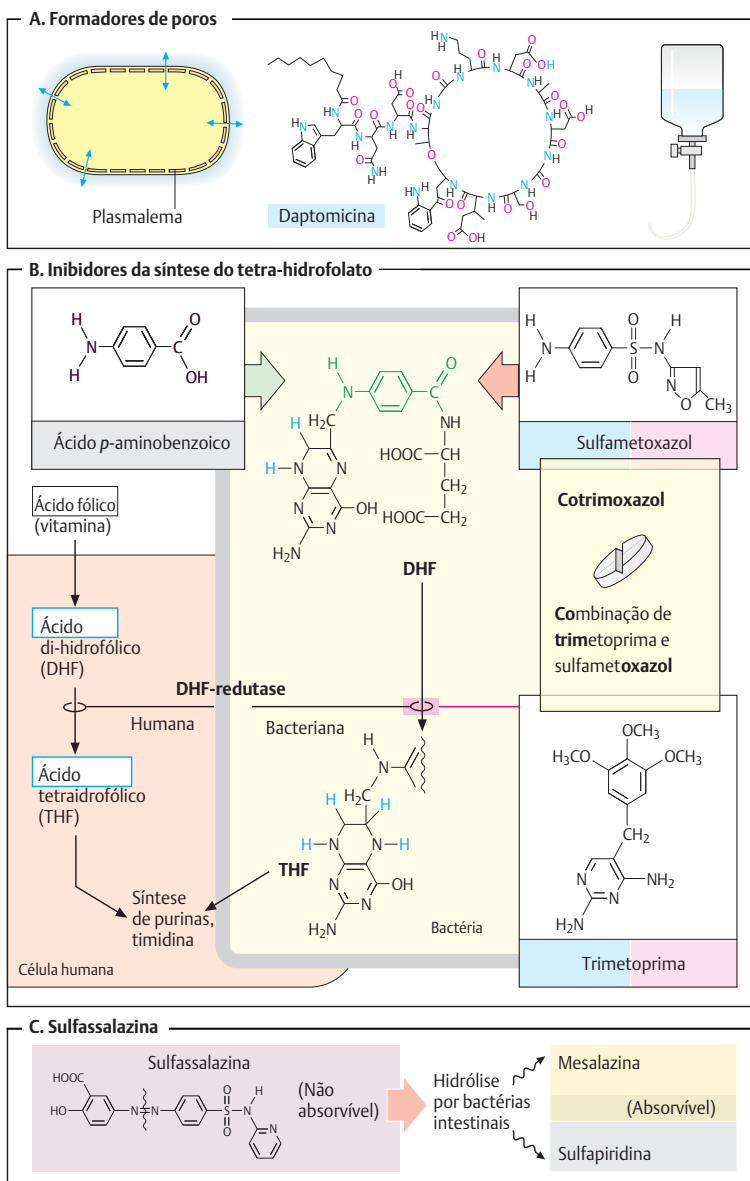 A. Formadores de poros
Plasmalema
Daptomicina
B. Inibidores da síntese do tetra-hidrofolato
Ácido p-aminobenzoico
Sulfametoxazol
Ácido fólico
(vitamina)
Ácido
di-hidrofólico
(DHF)
DHF
DHF-redutase
Humana
Bacteriana
Ácido
tetraidrofólico
(THF)
THF
Síntese
de purinas,
timidina
Célula humana
Bactéria
Cotrimoxazol
Combinação de
trimetoprima e
sulfametoxazol
Trimetoprima
C. Sulfassalazina
Sulfassalazina
(Não
absorvível)
Hidrólise
por bactérias
intestinais
Mesalazina
(Absorvível)
Sulfapiridina